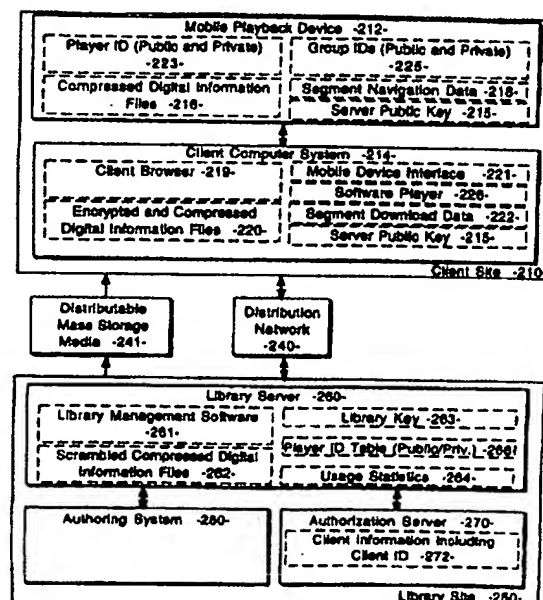 Mobile Playback Device -212-
Player ID (Public and Private)
-223-
Group IDs (Public and Private)
-225-
Compressed Digital Information
Files -216-
Segment Navigation Data -218-
Server Public Key -215-
Client Computer System -214-
Client Browser -219-
Mobile Device Interface -221-
Software Player -226-
Encrypted and Compressed
Digital Information Files -220-
Segment Download Data -222-
Server Public Key -215-
Client Site -210-
Distributable
Mass Storage
Media -241-
Distribution
Network
-240-
Library Server -260-
Library Management Software
-261-
Library Key -263-
Player ID Table (Public/Priv.) -266-
Scrambled Compressed Digital
Information Files -262-
Usage Statistics -264-
Authoring System -280-
Authorization Server -270-
Client Information Including
Client ID -272-
Library Site -250-